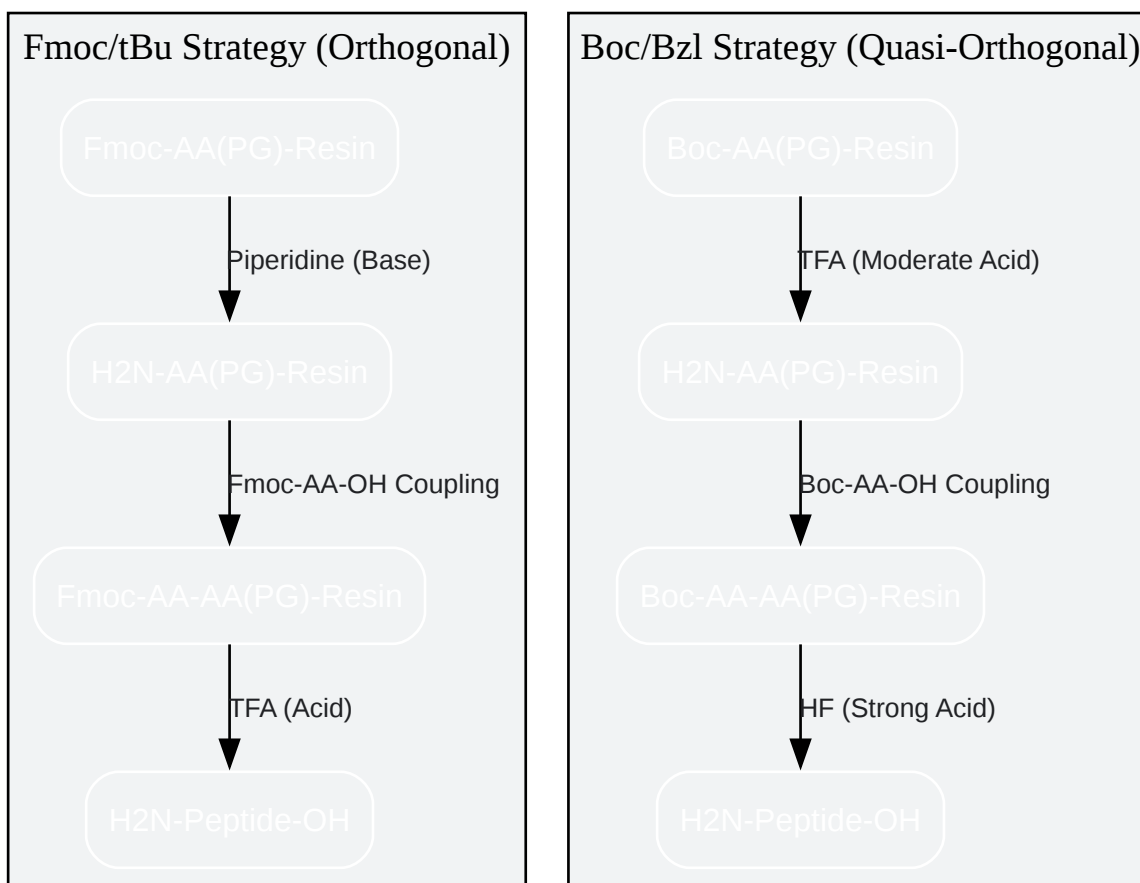 Fmoc/tBu Strategy (Orthogonal)
Fmoc-AA(PG)-Resin
Piperidine (Base)
H2N-AA(PG)-Resin
Fmoc-AA-OH Coupling
Fmoc-AA-AA(PG)-Resin
TFA (Acid)
H2N-Peptide-OH
Boc/Bzl Strategy (Quasi-Orthogonal)
Boc-AA(PG)-Resin
TFA (Moderate Acid)
H2N-AA(PG)-Resin
Boc-AA-OH Coupling
Boc-AA-AA(PG)-Resin
HF (Strong Acid)
H2N-Peptide-OH